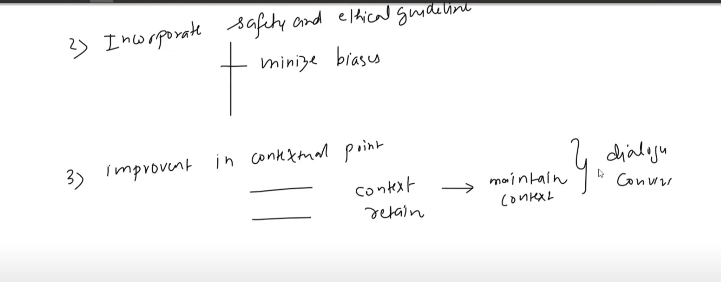 2) Incorporate safety and ethical guideline
minize biases
3) improvent in contextual point
context retain → maintain context } dialogu
Conver